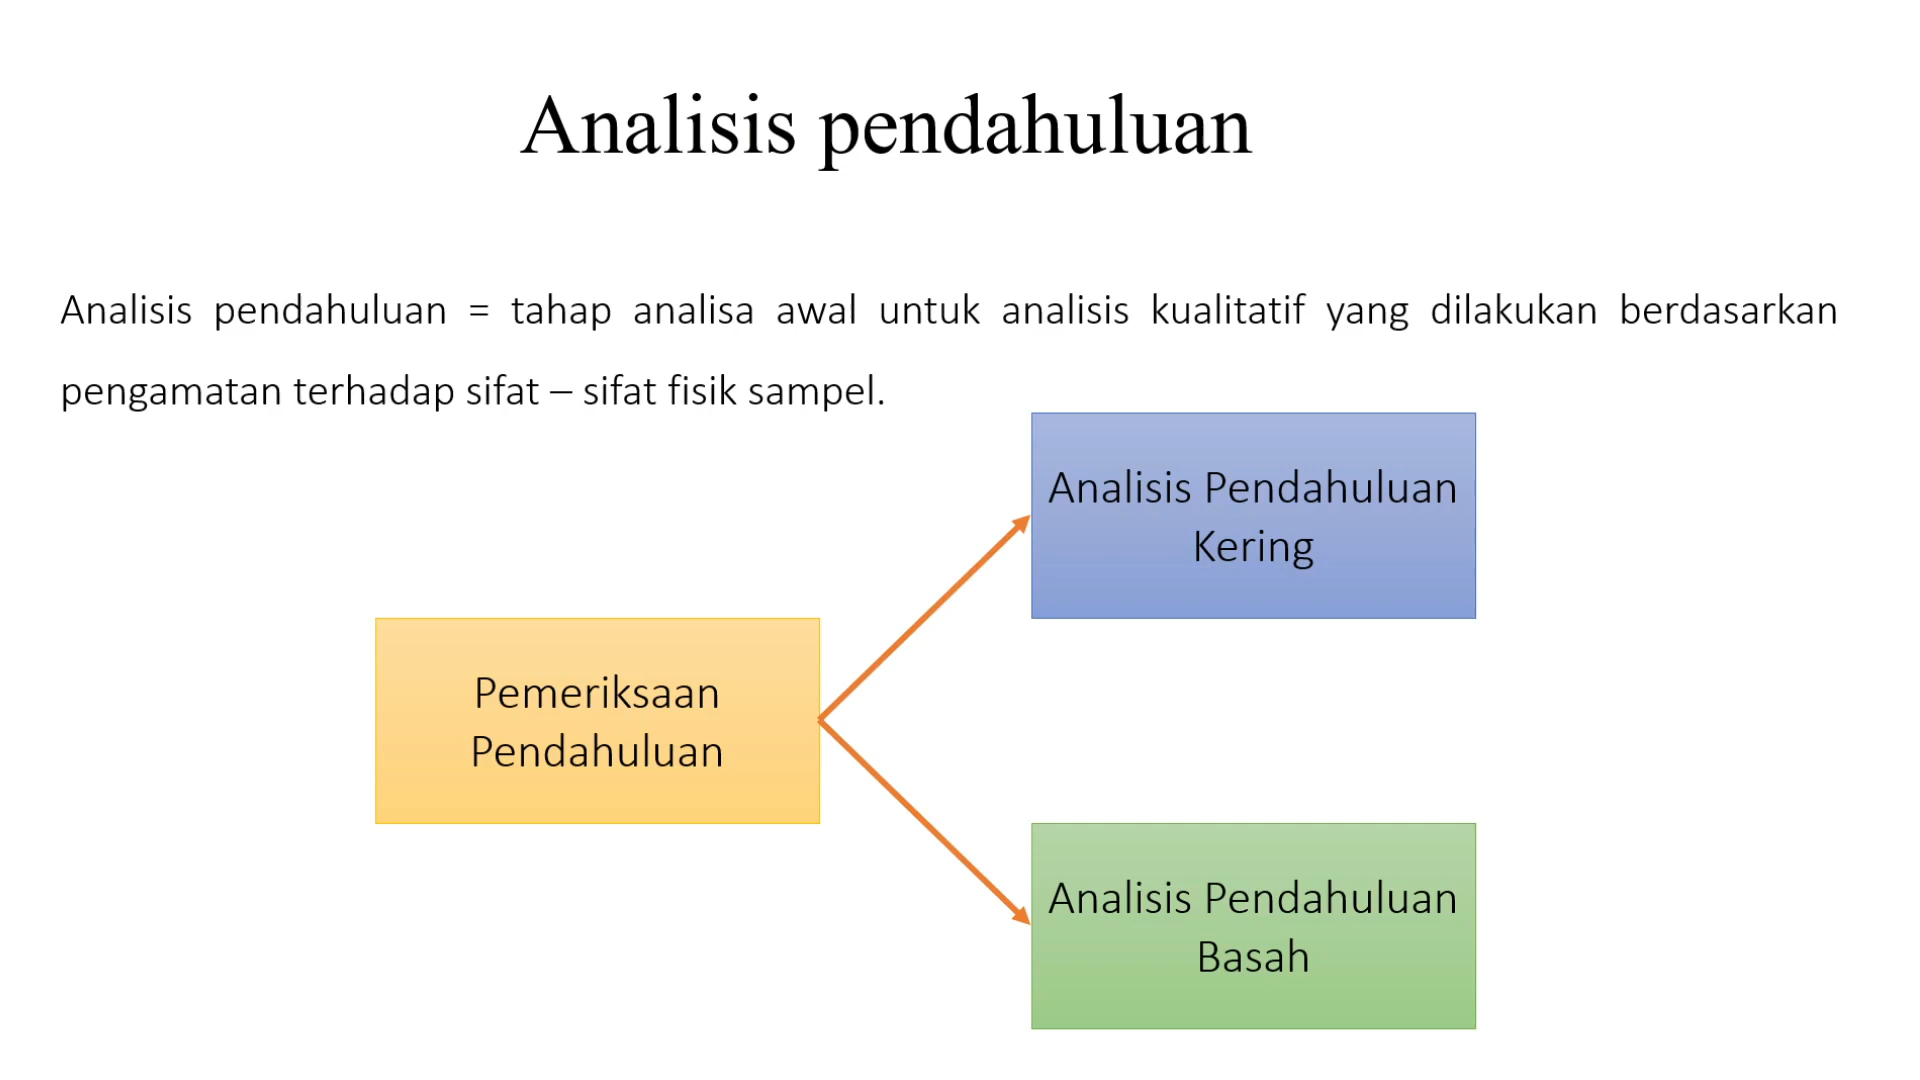 Analisis pendahuluan
Analisis pendahuluan = tahap analisa awal untuk analisis kualitatif yang dilakukan berdasarkan
pengamatan terhadap sifat – sifat fisik sampel.
Analisis Pendahuluan
Kering
Pemeriksaan
Pendahuluan
Analisis Pendahuluan
Basah